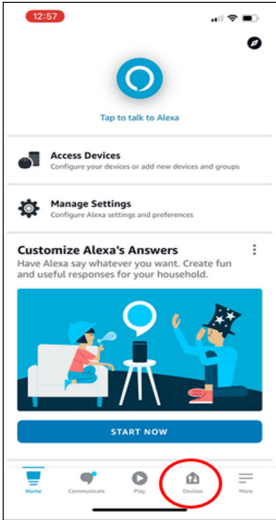 12:57
Tap to talk to Alexa
Access Devices
Configure your devices or add new devices and groups
Manage Settings
Configure Alexa settings and preferences
Customize Alexa's Answers
Have Alexa say whatever you want. Create fun
and useful responses for your household.
START NOW
Home Communicate Play Devices More